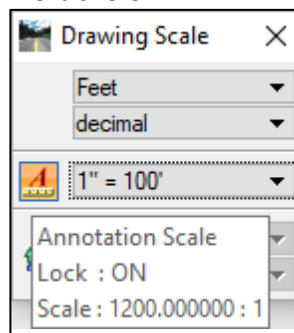 Drawing Scale
Feet
decimal
A
1" = 100'
Annotation Scale
Lock : ON
Scale : 1200.000000 : 1